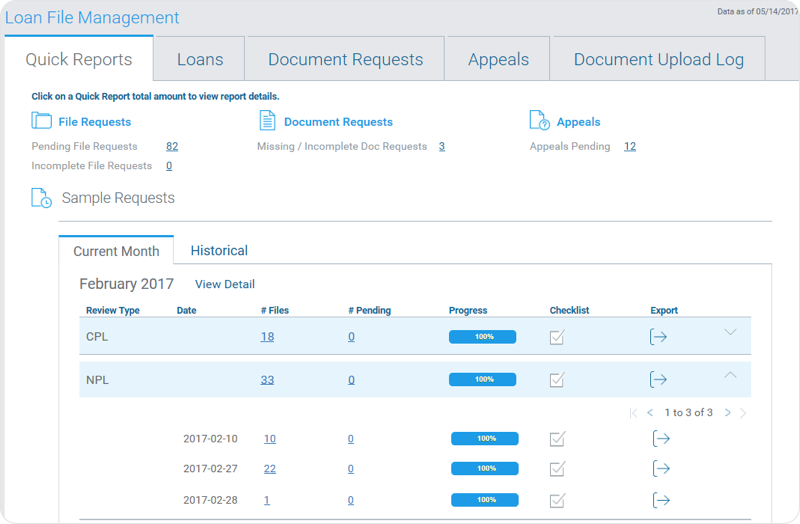 Loan File Management
Data as of 05/14/2017
Quick Reports Loans Document Requests Appeals Document Upload Log
Click on a Quick Report total amount to view report details.
File Requests Document Requests Appeals
Pending File Requests 82 Missing / Incomplete Doc Requests 3 Appeals Pending 12
Incomplete File Requests 0
Sample Requests
Current Month Historical
February 2017 View Detail
Review Type Date # Files # Pending Progress Checklist Export
CPL 18 0 100%
NPL 33 0 100%
1 to 3 of 3
2017-02-10 10 0 100%
2017-02-27 22 0 100%
2017-02-28 1 0 100%